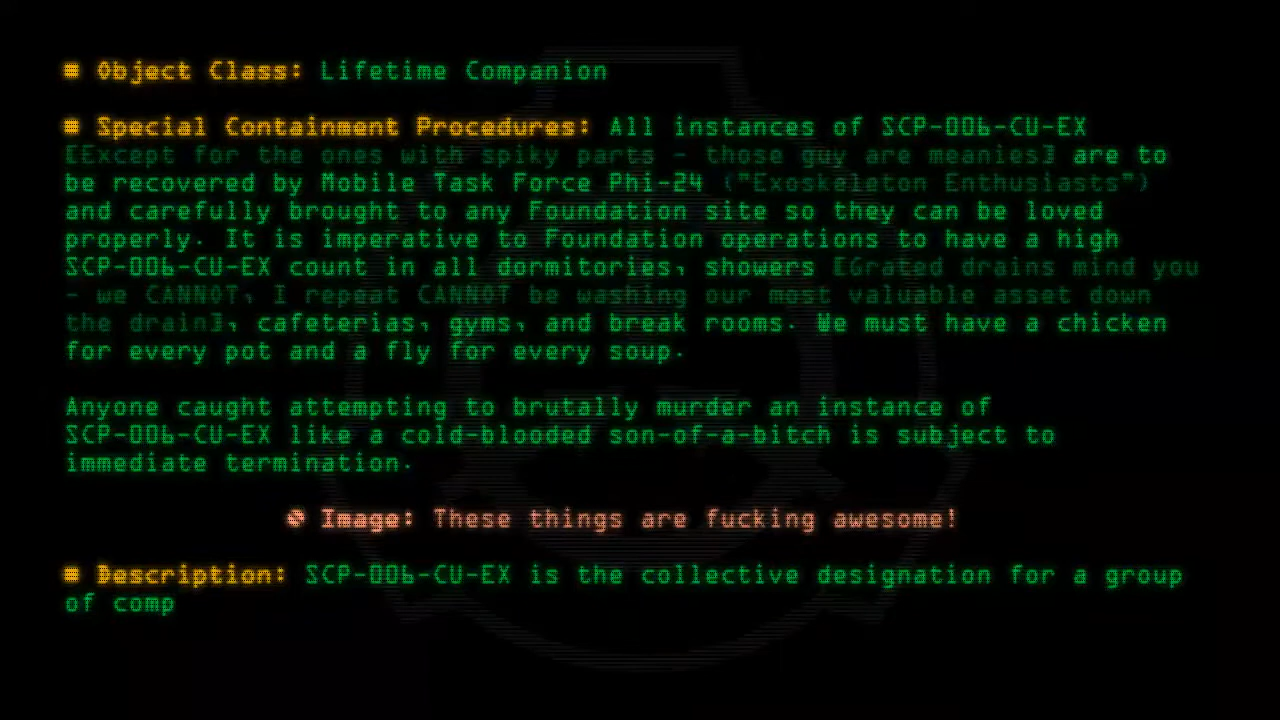 ■ Object Class: Lifetime Companion
■ Special Containment Procedures: All instances of SCP-006-CU-EX
[Except for the ones with spiky parts - those guy are meanies] are to
be recovered by Mobile Task Force Phi-24 ("Exoskeleton Enthusiasts")
and carefully brought to any Foundation site so they can be loved
properly. It is imperative to Foundation operations to have a high
SCP-006-CU-EX count in all dormitories, showers [Grated drains mind you
- we CANNOT, I repeat CANNOT be washing our most valuable asset down
the drain], cafeterias, gyms, and break rooms. We must have a chicken
for every pot and a fly for every soup.
Anyone caught attempting to brutally murder an instance of
SCP-006-CU-EX like a cold-blooded son-of-a-bitch is subject to
immediate termination.
Image: These things are fucking awesome!
■ Description: SCP-006-CU-EX is the collective designation for a group
of comp